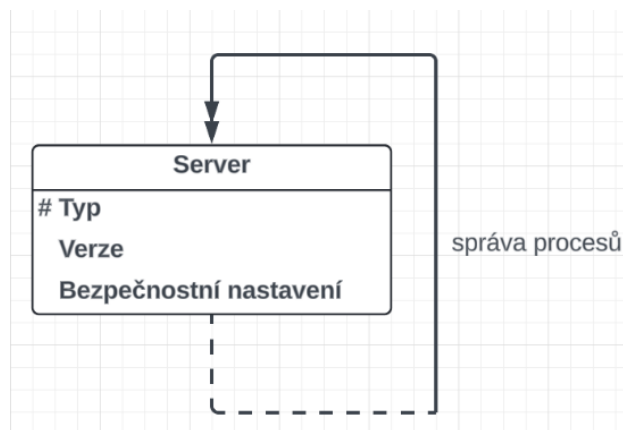 Server
# Typ
Verze
Bezpečnostní nastavení
správa procesů